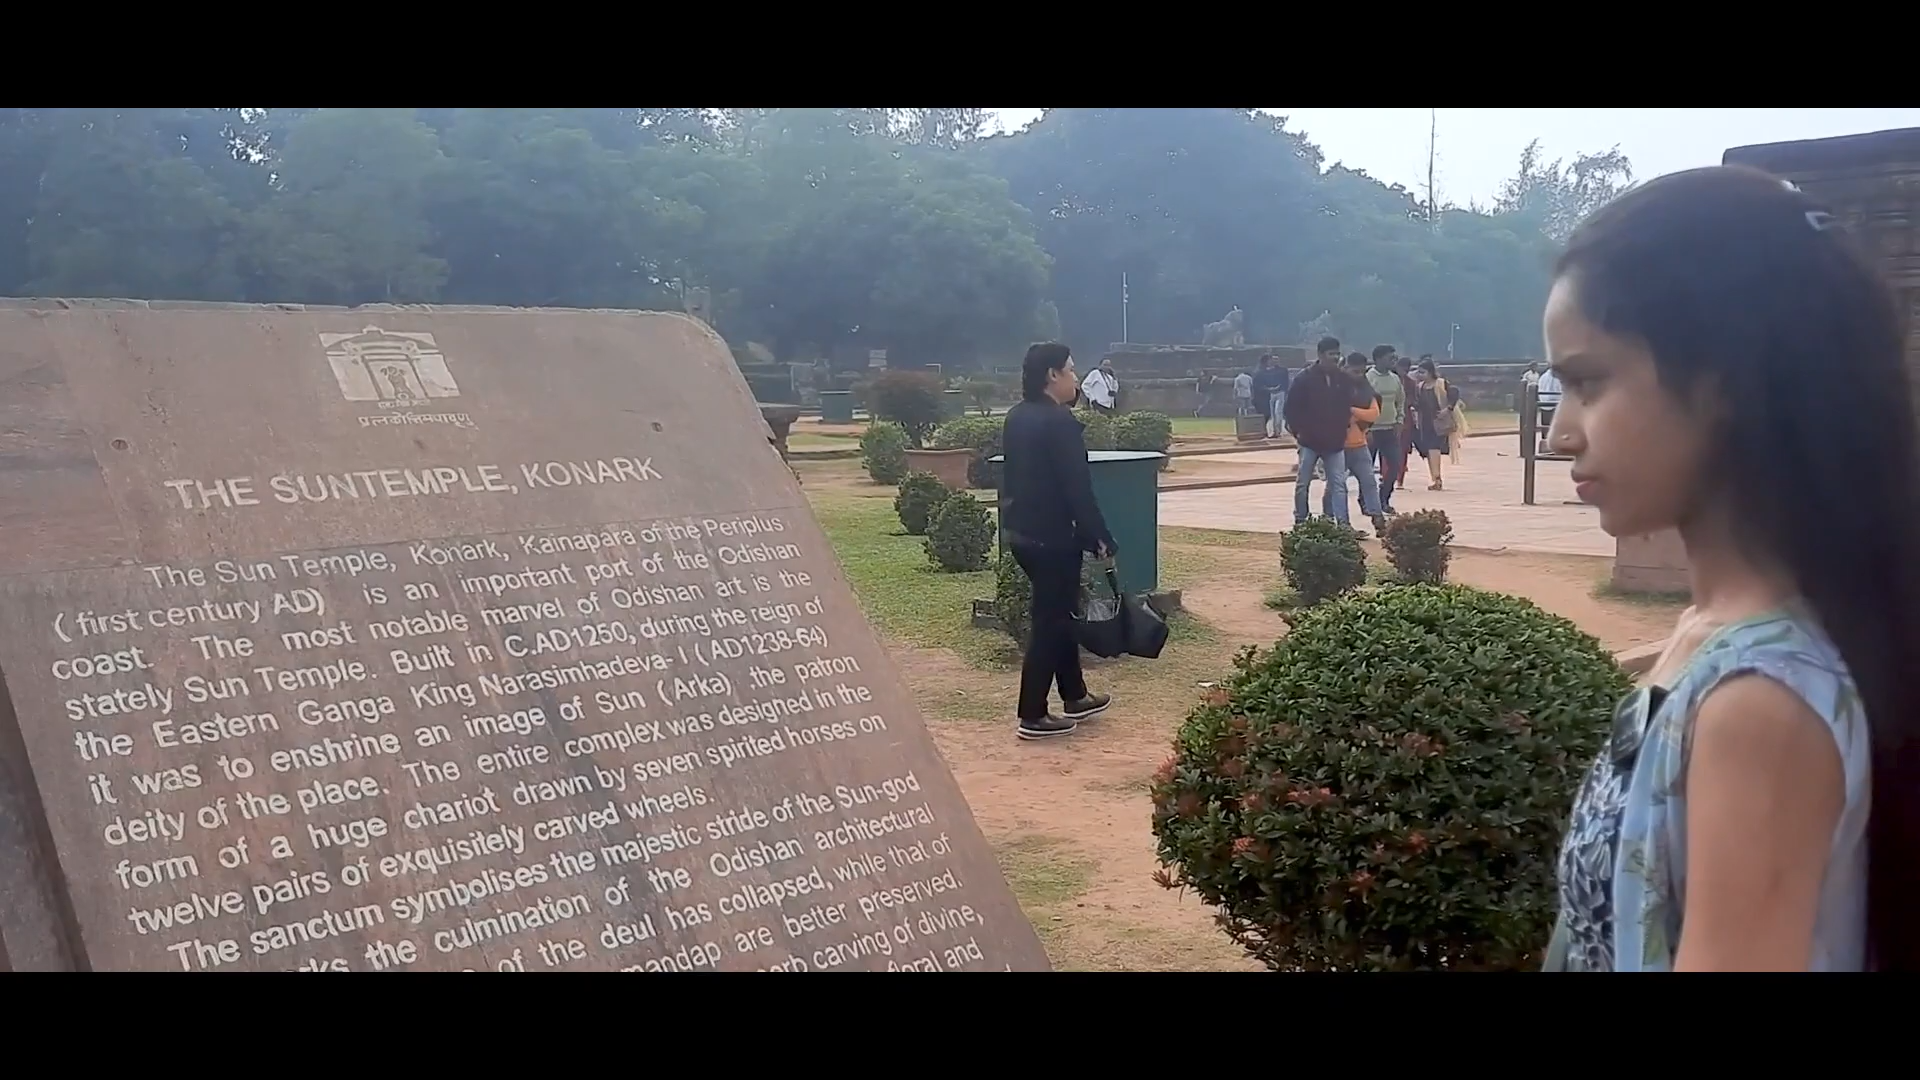 प्रत्नकीर्तिमपावृणु
THE SUNTEMPLE, KONARK
The Sun Temple, Konark, Kainapara of the Periplus
( first century AD) is an important port of the Odishan
coast. The most notable marvel of Odishan art is the
stately Sun Temple. Built in C.AD1250, during the reign of
the Eastern Ganga King Narasimhadeva- I ( AD1238-64)
it was to enshrine an image of Sun (Arka) ,the patron
deity of the place. The entire complex was designed in the
form of a huge chariot drawn by seven spirited horses on
twelve pairs of exquisitely carved wheels.
The sanctum symbolises the majestic stride of the Sun-god
the culmination of the Odishan architectural
of the deul has collapsed, while that of
mandap are better preserved.
carving of divine,
floral and